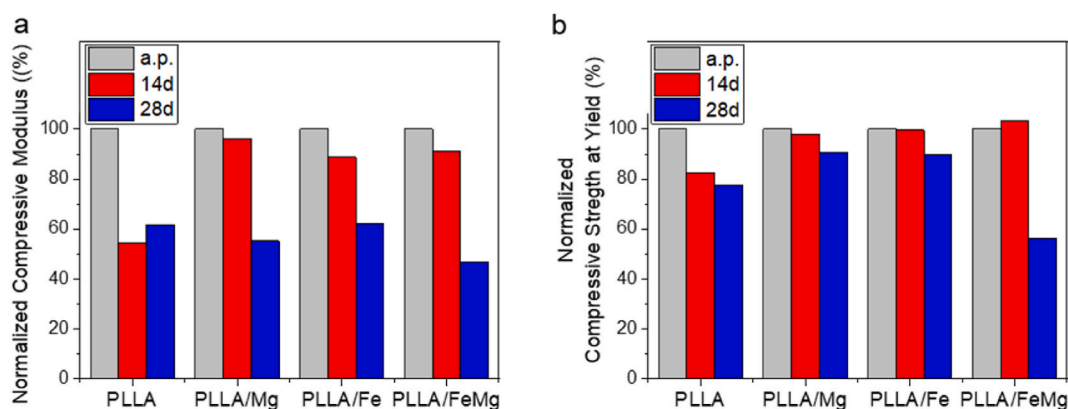 a
Normalized Compressive Modulus ((%)
a.p.
14d
28d
100
80
60
40
20
0
PLLA PLLA/Mg PLLA/Fe PLLA/FeMg
b
Normalized
Compressive Stregth at Yield (%)
a.p.
14d
28d
100
80
60
40
20
0
PLLA PLLA/Mg PLLA/Fe PLLA/FeMg